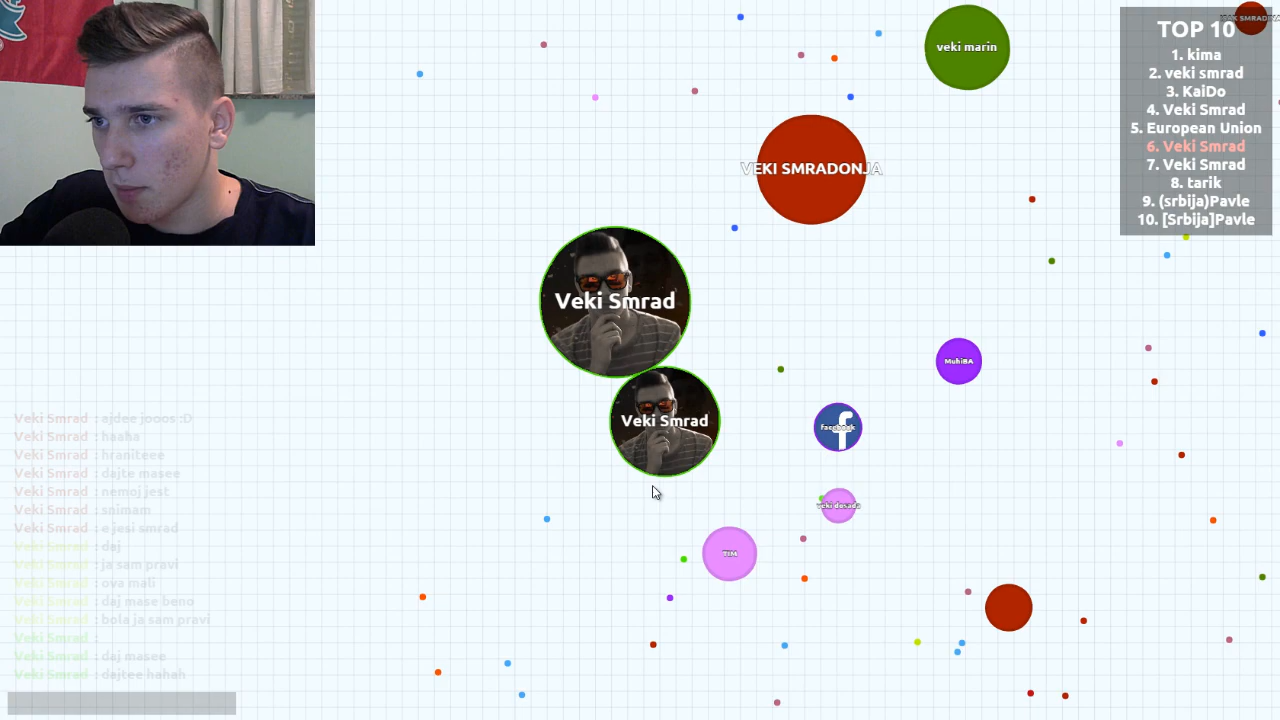 TOP 10
1. kima
2. veki smrad
3. KaiDo
4. Veki Smrad
5. European Union
6. Veki Smrad
7. Veki Smrad
8. tarik
9. (srbija)Pavle
10. [Srbija]Pavle
veki marin
VEKI SMRADONJA
Veki Smrad
MuhiBA
Veki Smrad
facebook
veki dosada
TIM
Veki Smrad : ajdee jooos :D
Veki Smrad : haaha
Veki Smrad : hraniteee
Veki Smrad : dajte masee
Veki Smrad : nemoj jest
Veki Smrad : snimam
Veki Smrad : e jesi smrad
Veki Smrad : daj
Veki Smrad : ja sam pravi
Veki Smrad : ova mali
Veki Smrad : daj mase beno
Veki Smrad : bola ja sam pravi
Veki Smrad :
Veki Smrad : daj masee
Veki Smrad : dajtee hahah